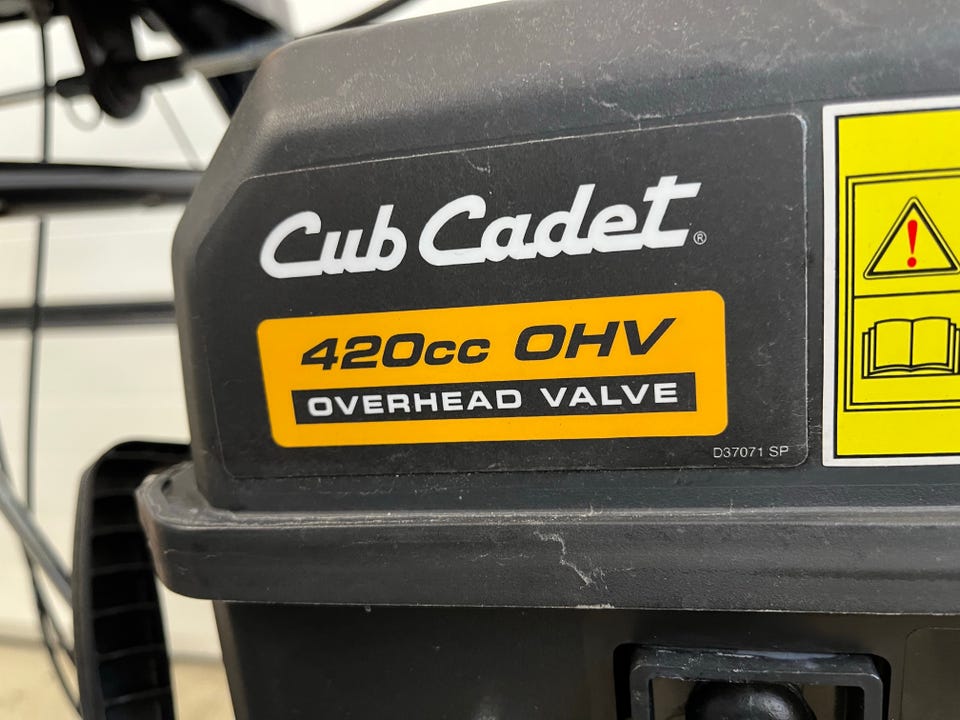 Cub Cadet®
420cc OHV
OVERHEAD VALVE
D37071 SP